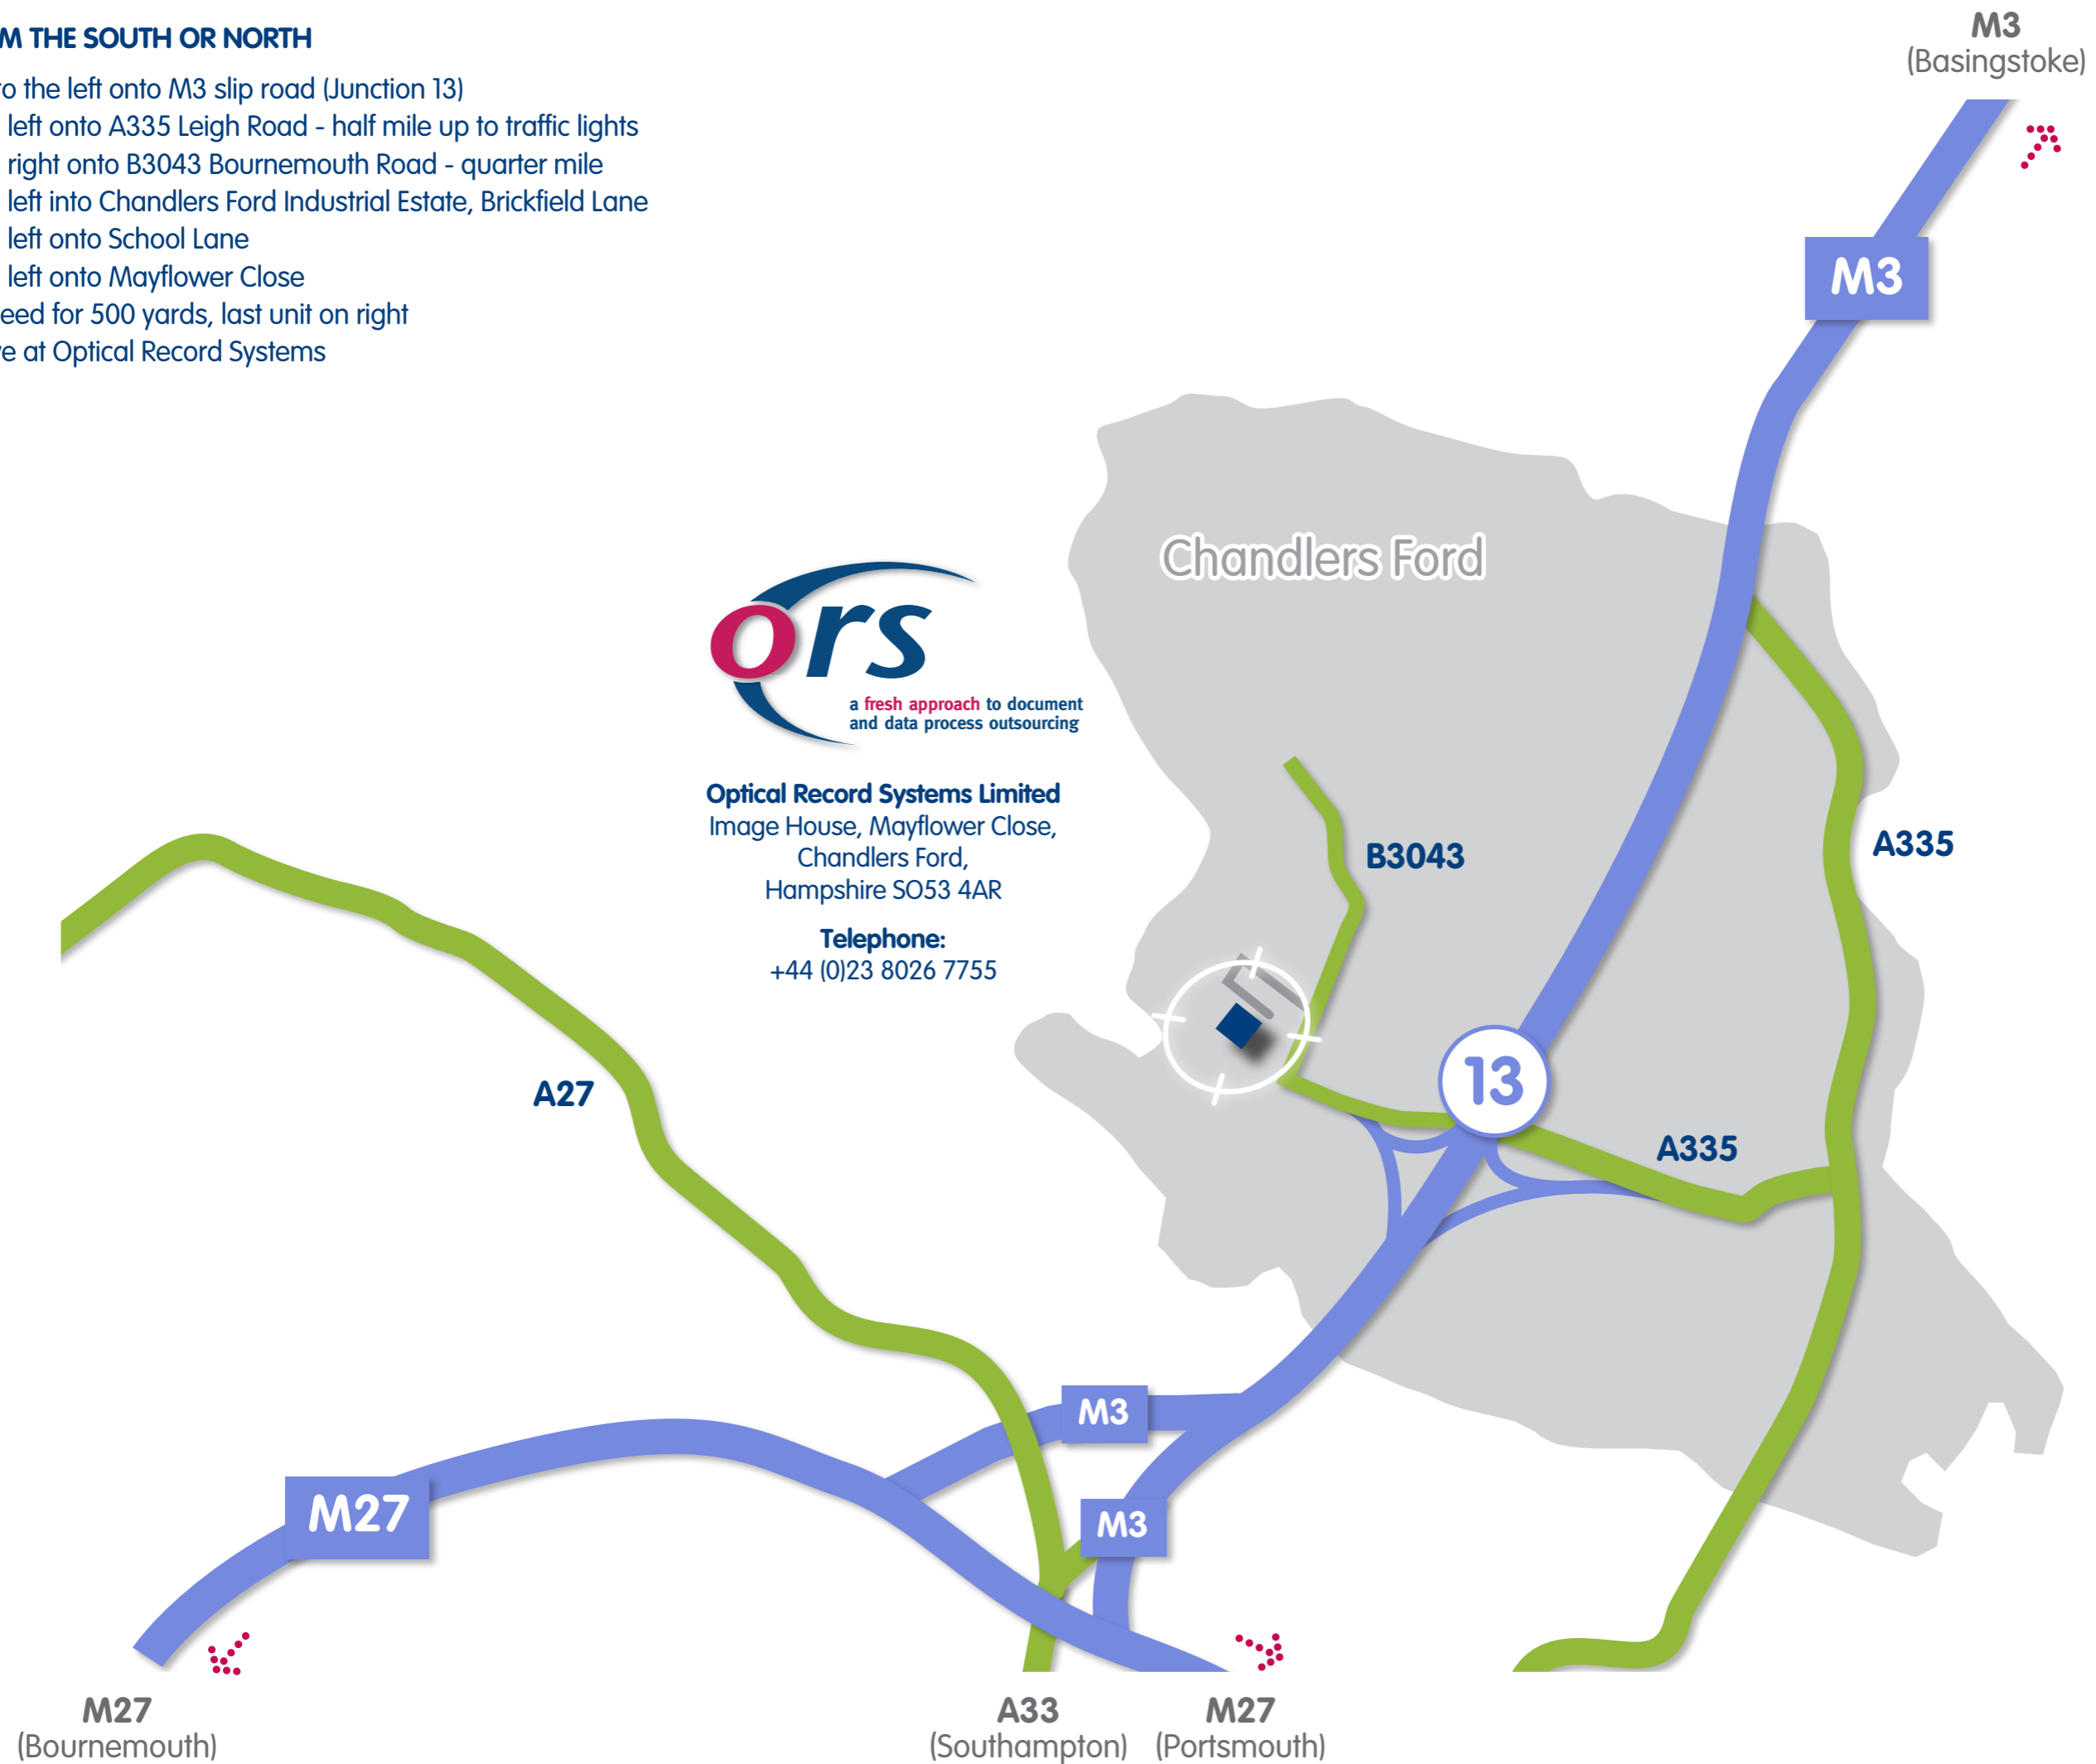 M THE SOUTH OR NORTH
o the left onto M3 slip road (Junction 13)
left onto A335 Leigh Road - half mile up to traffic lights
right onto B3043 Bournemouth Road - quarter mile
left into Chandlers Ford Industrial Estate, Brickfield Lane
left onto School Lane
left onto Mayflower Close
eed for 500 yards, last unit on right
e at Optical Record Systems
M3
(Basingstoke)
M3
Chandlers Ford
ors
a fresh approach to document
and data process outsourcing
Optical Record Systems Limited
Image House, Mayflower Close,
Chandlers Ford,
Hampshire SO53 4AR
Telephone:
+44 (0)23 8026 7755
B3043
A335
A27
13
A335
M3
M27
M3
M27
(Bournemouth)
A33
(Southampton)
M27
(Portsmouth)